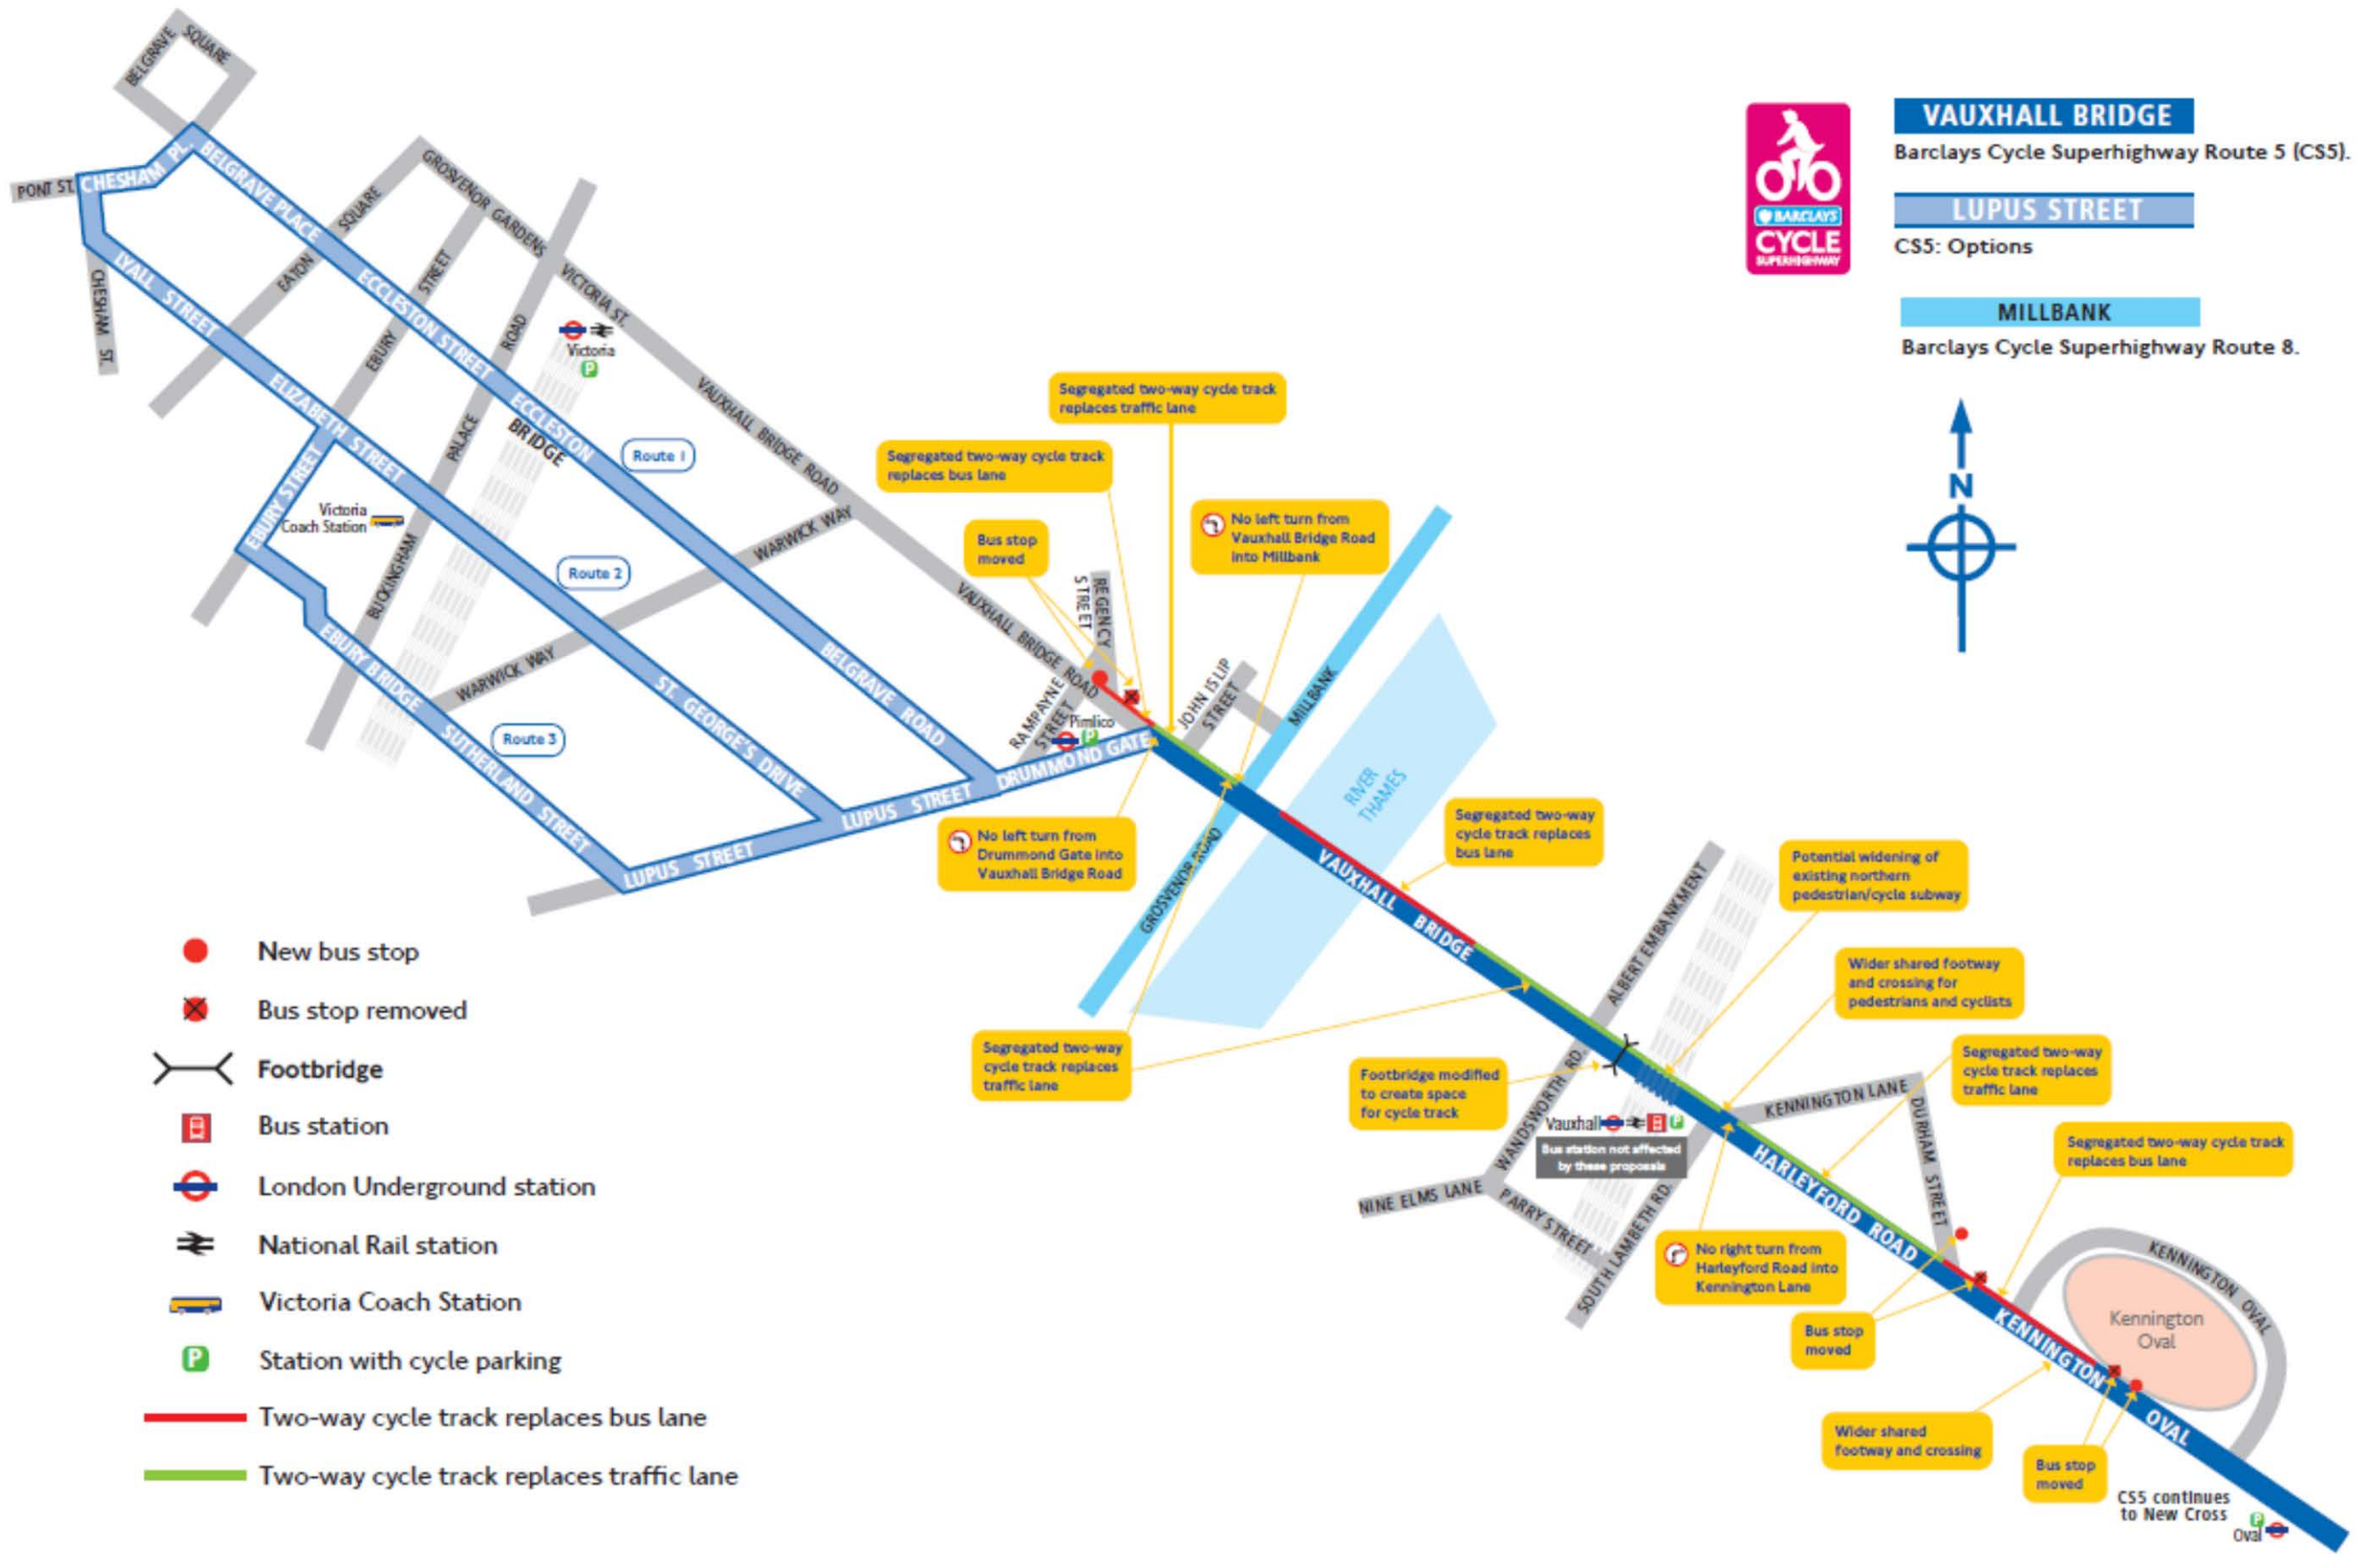 BELGRAVE
SQUARE
PONT ST.
CHESHAM PL.
BELGRAVE PLACE
GROSVENOR GARDENS
EATON
SQUARE
LYALL STREET
CHESHAM ST.
ECCLESTON STREET
EBURY
STREET
VICTORIA ST.
ROAD
Victoria
P
ELIZABETH STREET
ECCLESTON
BRIDGE
PALACE
BUCKINGHAM
Route 1
VAUXHALL BRIDGE ROAD
EBURY STREET
Victoria
Coach Station
WARWICK WAY
Route 2
EBURY BRIDGE
WARWICK WAY
BELGRAVE ROAD
ST. GEORGE'S DRIVE
Route 3
SUTHERLAND STREET
LUPUS STREET
LUPUS STREET
DRUMMOND GATE
VAUXHALL BRIDGE ROAD
REGENCY
STREET
RAMPAYNE
STREET
Pimlico
P
JOHN ISLIP
STREET
MILLBANK
GROSVENOR ROAD
RIVER
THAMES
Segregated two-way cycle track
replaces traffic lane
Segregated two-way cycle track
replaces bus lane
Bus stop
moved
No left turn from
Vauxhall Bridge Road
into Millbank
No left turn from
Drummond Gate into
Vauxhall Bridge Road
Segregated two-way
cycle track replaces
bus lane
Segregated two-way
cycle track replaces
traffic lane
VAUXHALL BRIDGE
ALBERT EMBANKMENT
Potential widening of
existing northern
pedestrian/cycle subway
Wider shared footway
and crossing for
pedestrians and cyclists
Segregated two-way
cycle track replaces
traffic lane
Footbridge modified
to create space
for cycle track
WANDSWORTH RD.
Vauxhall
P
Bus station not affected
by these proposals
NINE ELMS LANE
PARRY STREET
SOUTH LAMBETH RD.
KENNINGTON LANE
DURHAM STREET
HARLEYFORD ROAD
Segregated two-way cycle track
replaces bus lane
No right turn from
Harleyford Road into
Kennington Lane
Bus stop
moved
KENNINGTON OVAL
Kennington
Oval
KENNINGTON OVAL
Wider shared
footway and crossing
Bus stop
moved
CS5 continues
to New Cross
P
Oval
BARCLAYS
CYCLE
SUPERHIGHWAY
VAUXHALL BRIDGE
Barclays Cycle Superhighway Route 5 (CS5).
LUPUS STREET
CS5: Options
MILLBANK
Barclays Cycle Superhighway Route 8.
N
New bus stop
Bus stop removed
Footbridge
Bus station
London Underground station
National Rail station
Victoria Coach Station
P
Station with cycle parking
Two-way cycle track replaces bus lane
Two-way cycle track replaces traffic lane